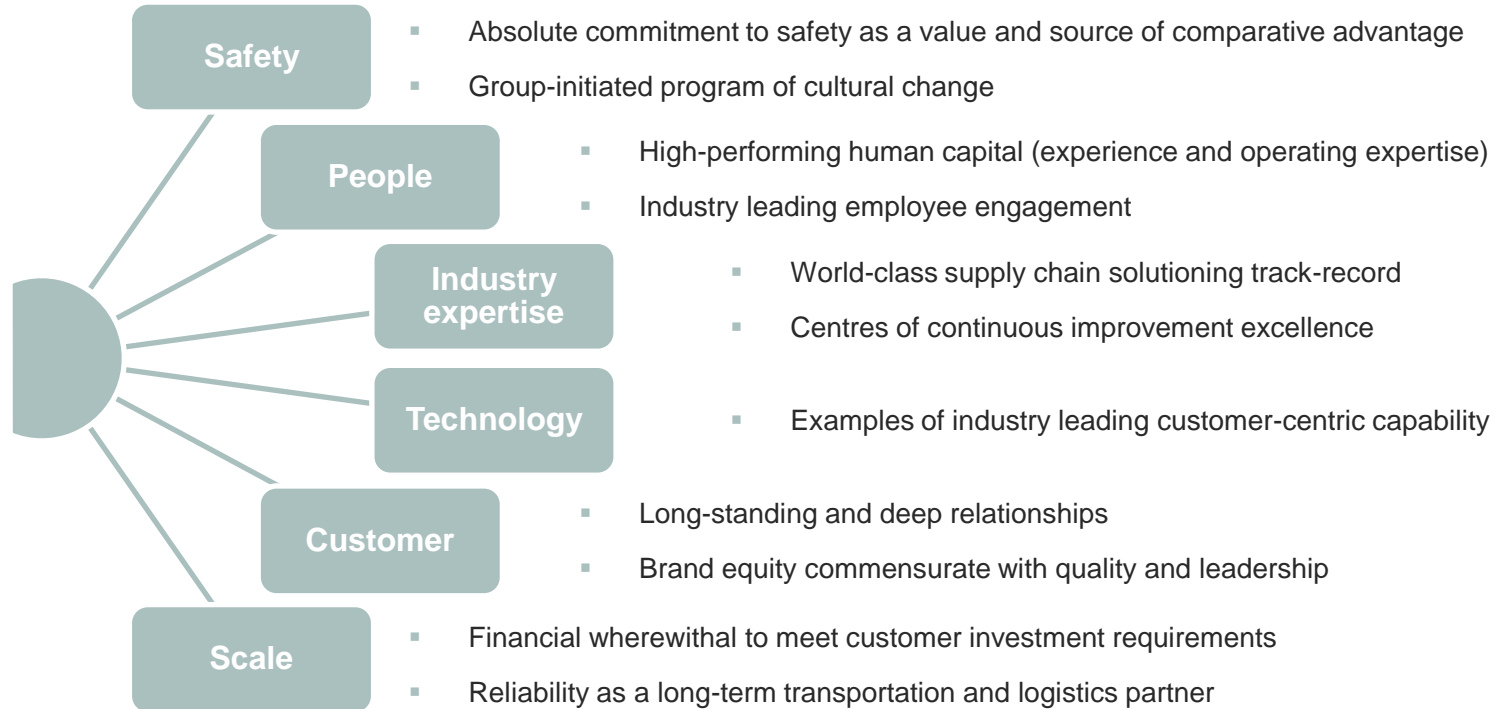 Safety
▪ Absolute commitment to safety as a value and source of comparative advantage
▪ Group-initiated program of cultural change
People
▪ High-performing human capital (experience and operating expertise)
▪ Industry leading employee engagement
Industry
expertise
▪ World-class supply chain solutioning track-record
▪ Centres of continuous improvement excellence
Technology
▪ Examples of industry leading customer-centric capability
Customer
▪ Long-standing and deep relationships
▪ Brand equity commensurate with quality and leadership
Scale
▪ Financial wherewithal to meet customer investment requirements
▪ Reliability as a long-term transportation and logistics partner